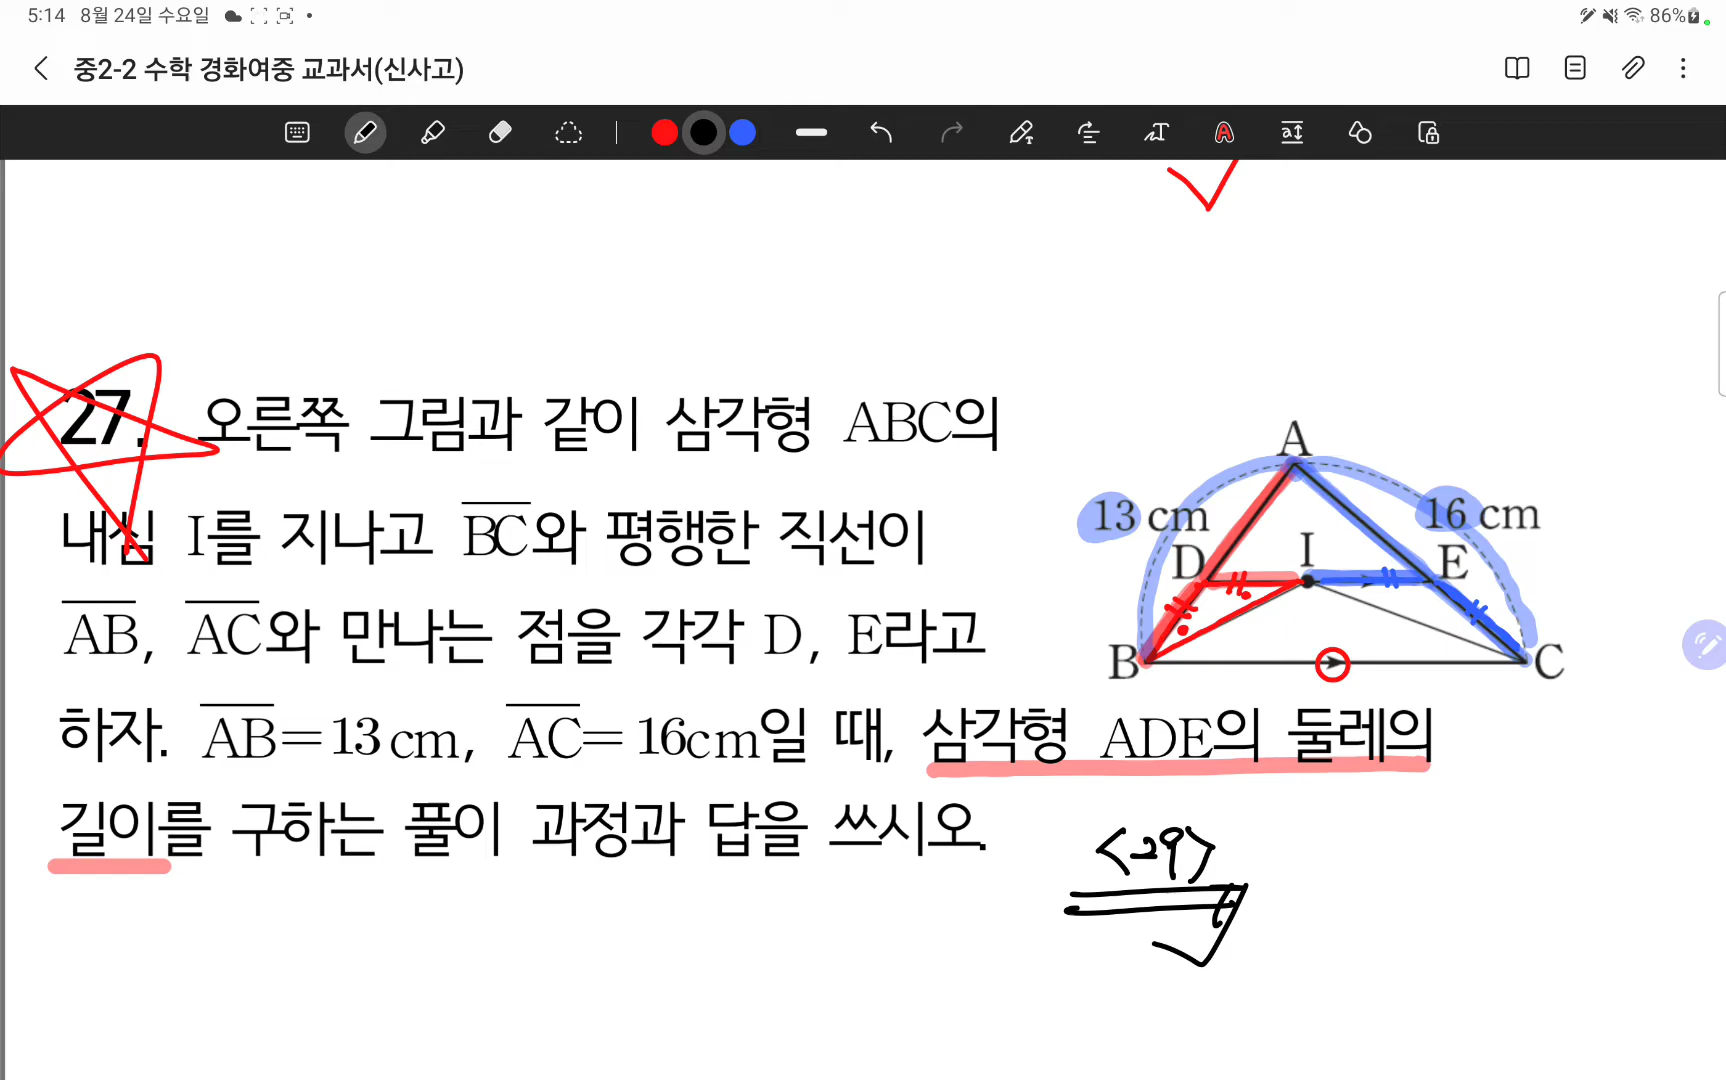 5:14 8월 24일 수요일
86%
중2-2 수학 경화여중 교과서(신사고)
27. 오른쪽 그림과 같이 삼각형 ABC의
내심 I를 지나고 BC와 평행한 직선이
AB, AC와 만나는 점을 각각 D, E라고
하자. AB=13cm, AC=16cm일 때, 삼각형 ADE의 둘레의
길이를 구하는 풀이 과정과 답을 쓰시오.
A
13 cm
16 cm
D
I
E
B
C
<29>